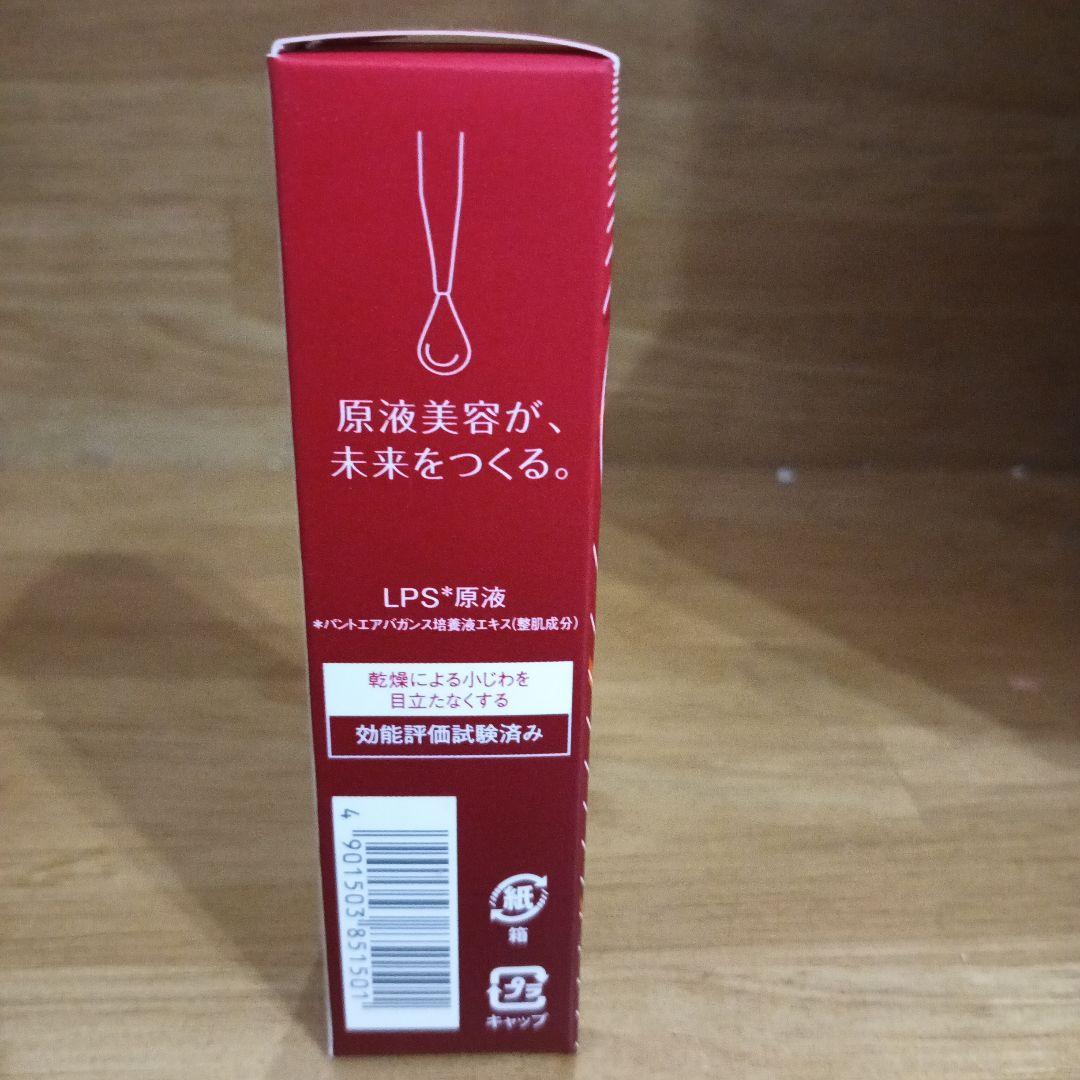 原液美容が、
未来をつくる。
LPS*原液
*パントエアバガンス培養液エキス(整肌成分)
乾燥による小じわを
目立たなくする
効能評価試験済み
4 901503 851501
紙
箱
プラ
キャップ